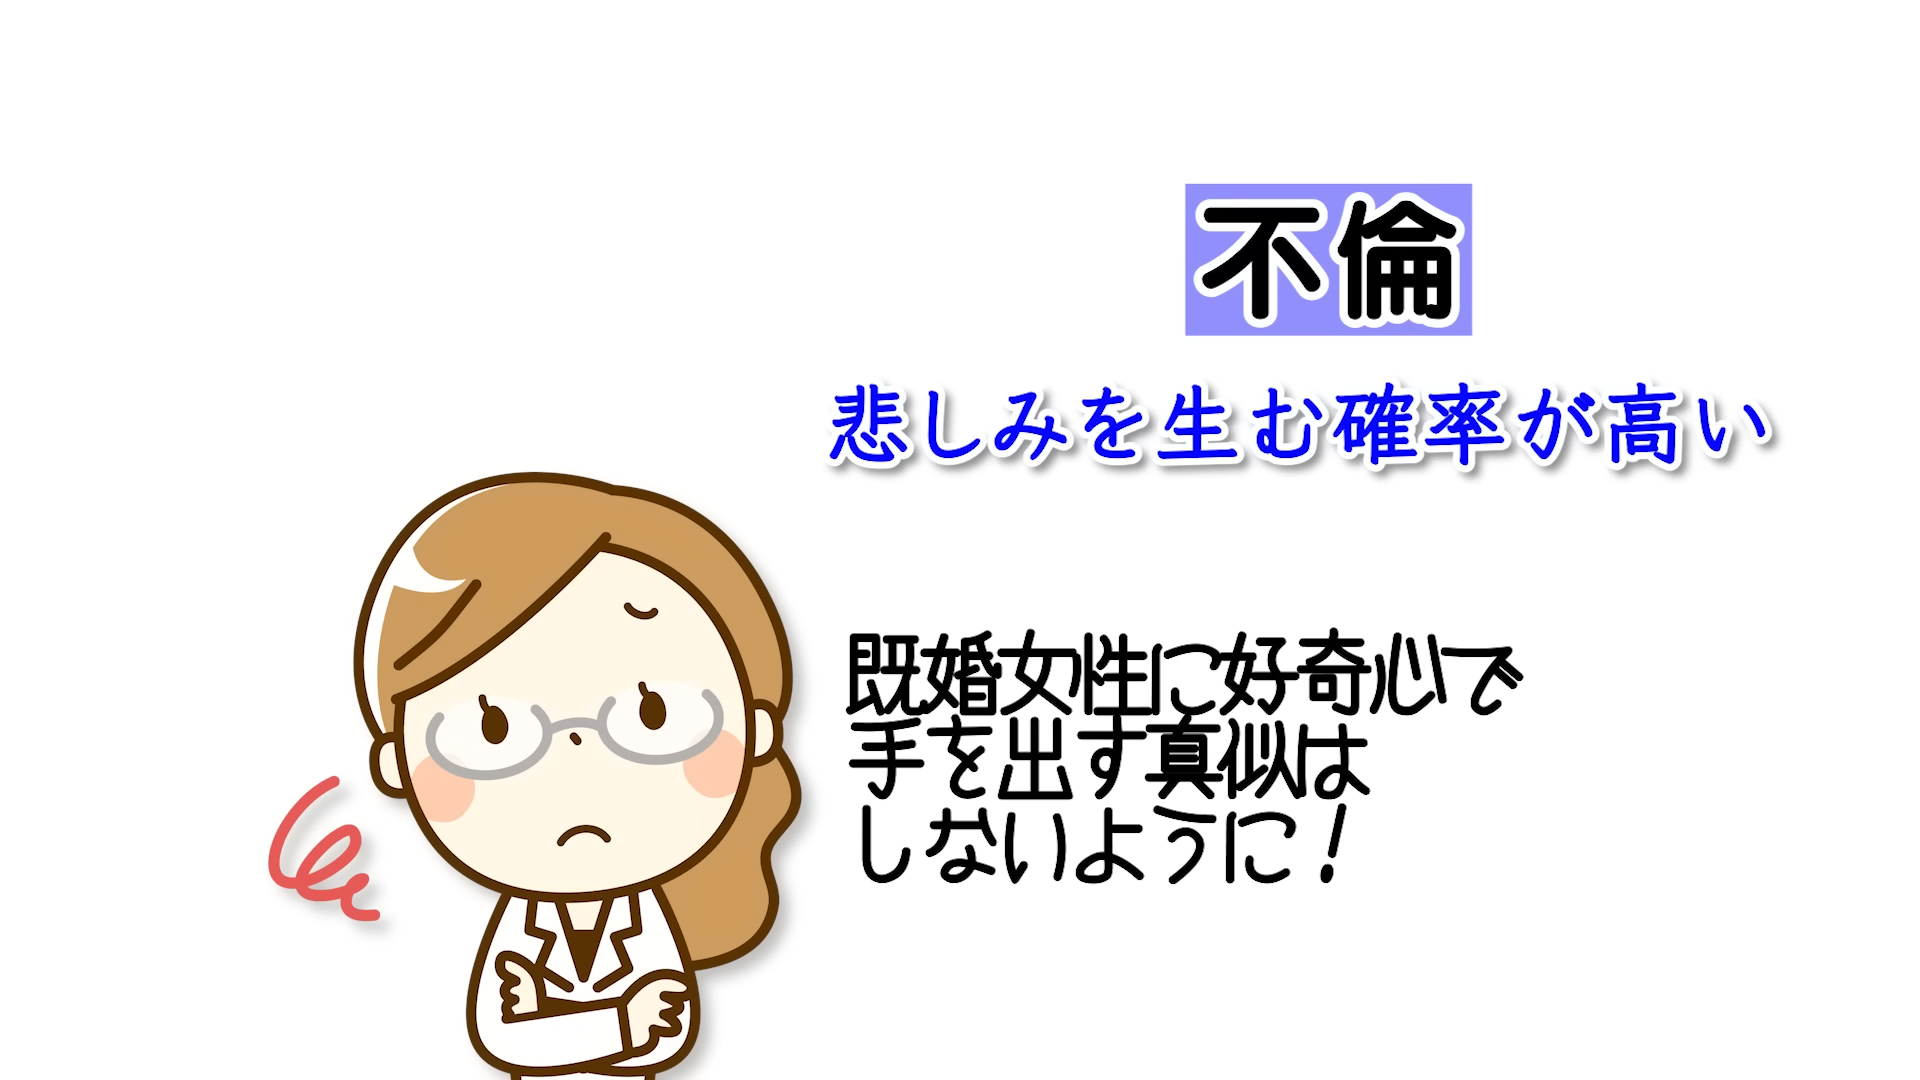 不倫
悲しみを生む確率が高い
既婚女性に好奇心で
手を出す真似は
しないように！